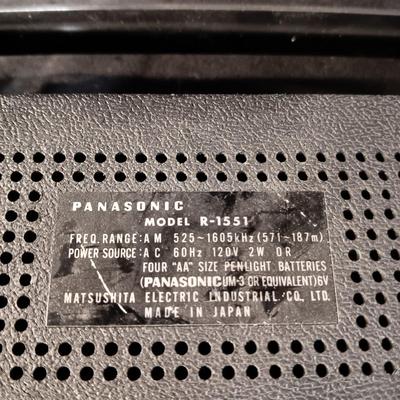 PANASONIC
MODEL R-1551
FREQ. RANGE: AM 525~1605kHz (571~187m)
POWER SOURCE: AC 60Hz 120V 2W OR
FOUR "AA" SIZE PENLIGHT BATTERIES
(PANASONIC UM-3 OR EQUIVALENT) 6V
MATSUSHITA ELECTRIC INDUSTRIAL CO., LTD.
MADE IN JAPAN